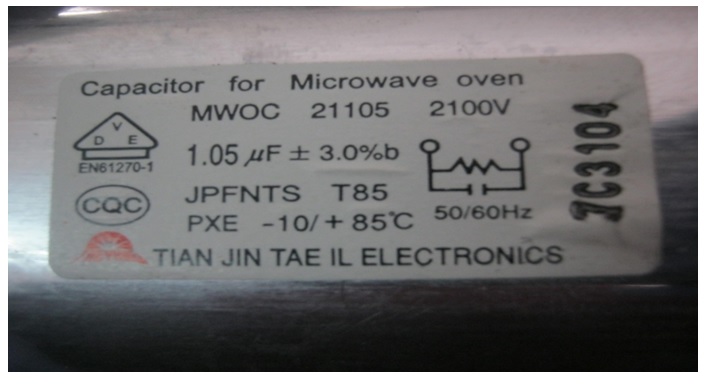 Capacitor for Microwave oven
MWOC 21105 2100V
VDE
EN61270-1
1.05 µF ± 3.0%b
JPFNTS T85
CQC
PXE -10/+85℃
50/60Hz
TIAN JIN TAE IL ELECTRONICS
7C3104